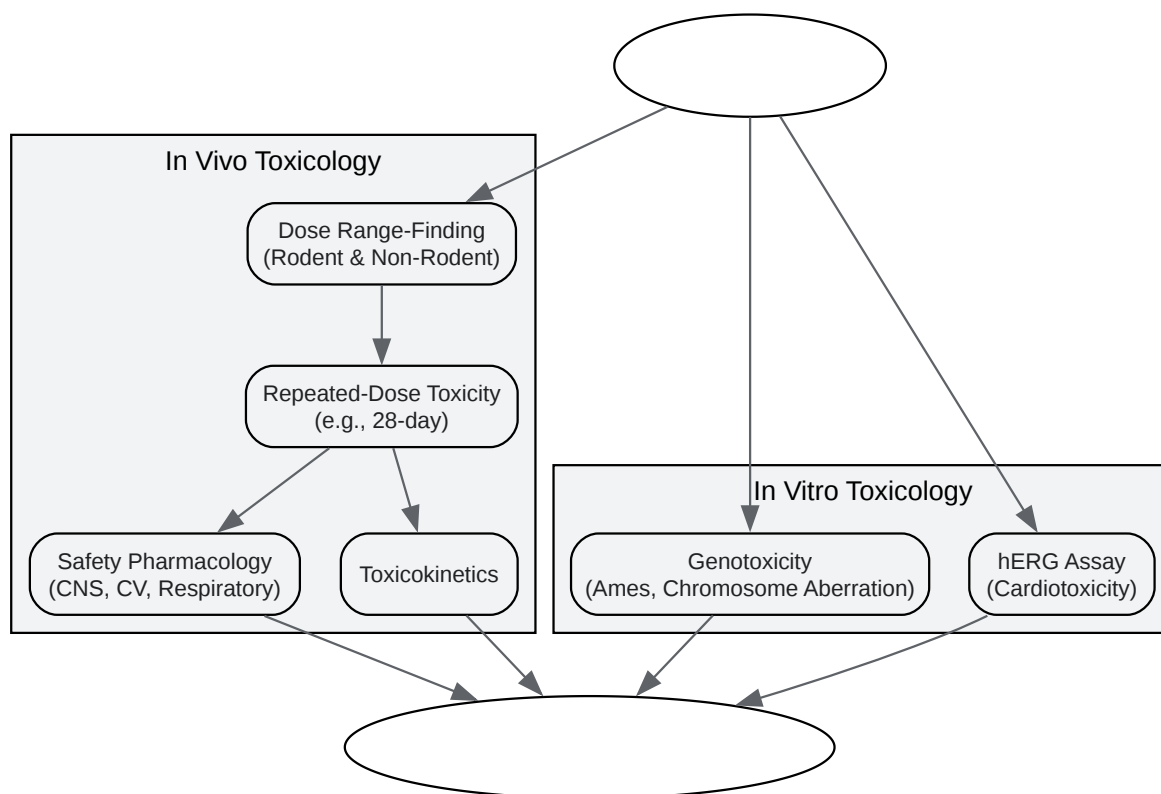 In Vivo Toxicology
Dose Range-Finding
(Rodent & Non-Rodent)
Repeated-Dose Toxicity
(e.g., 28-day)
Safety Pharmacology
(CNS, CV, Respiratory)
Toxicokinetics
In Vitro Toxicology
Genotoxicity
(Ames, Chromosome Aberration)
hERG Assay
(Cardiotoxicity)